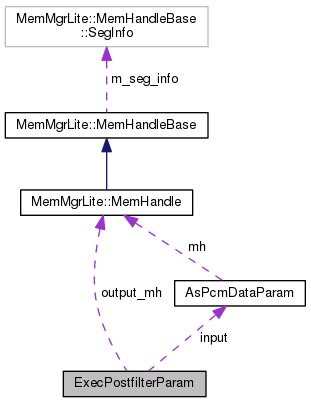 MemMgrLite::MemHandleBase
::SegInfo
m_seg_info
MemMgrLite::MemHandleBase
MemMgrLite::MemHandle
mh
output_mh
AsPcmDataParam
input
ExecPostfilterParam